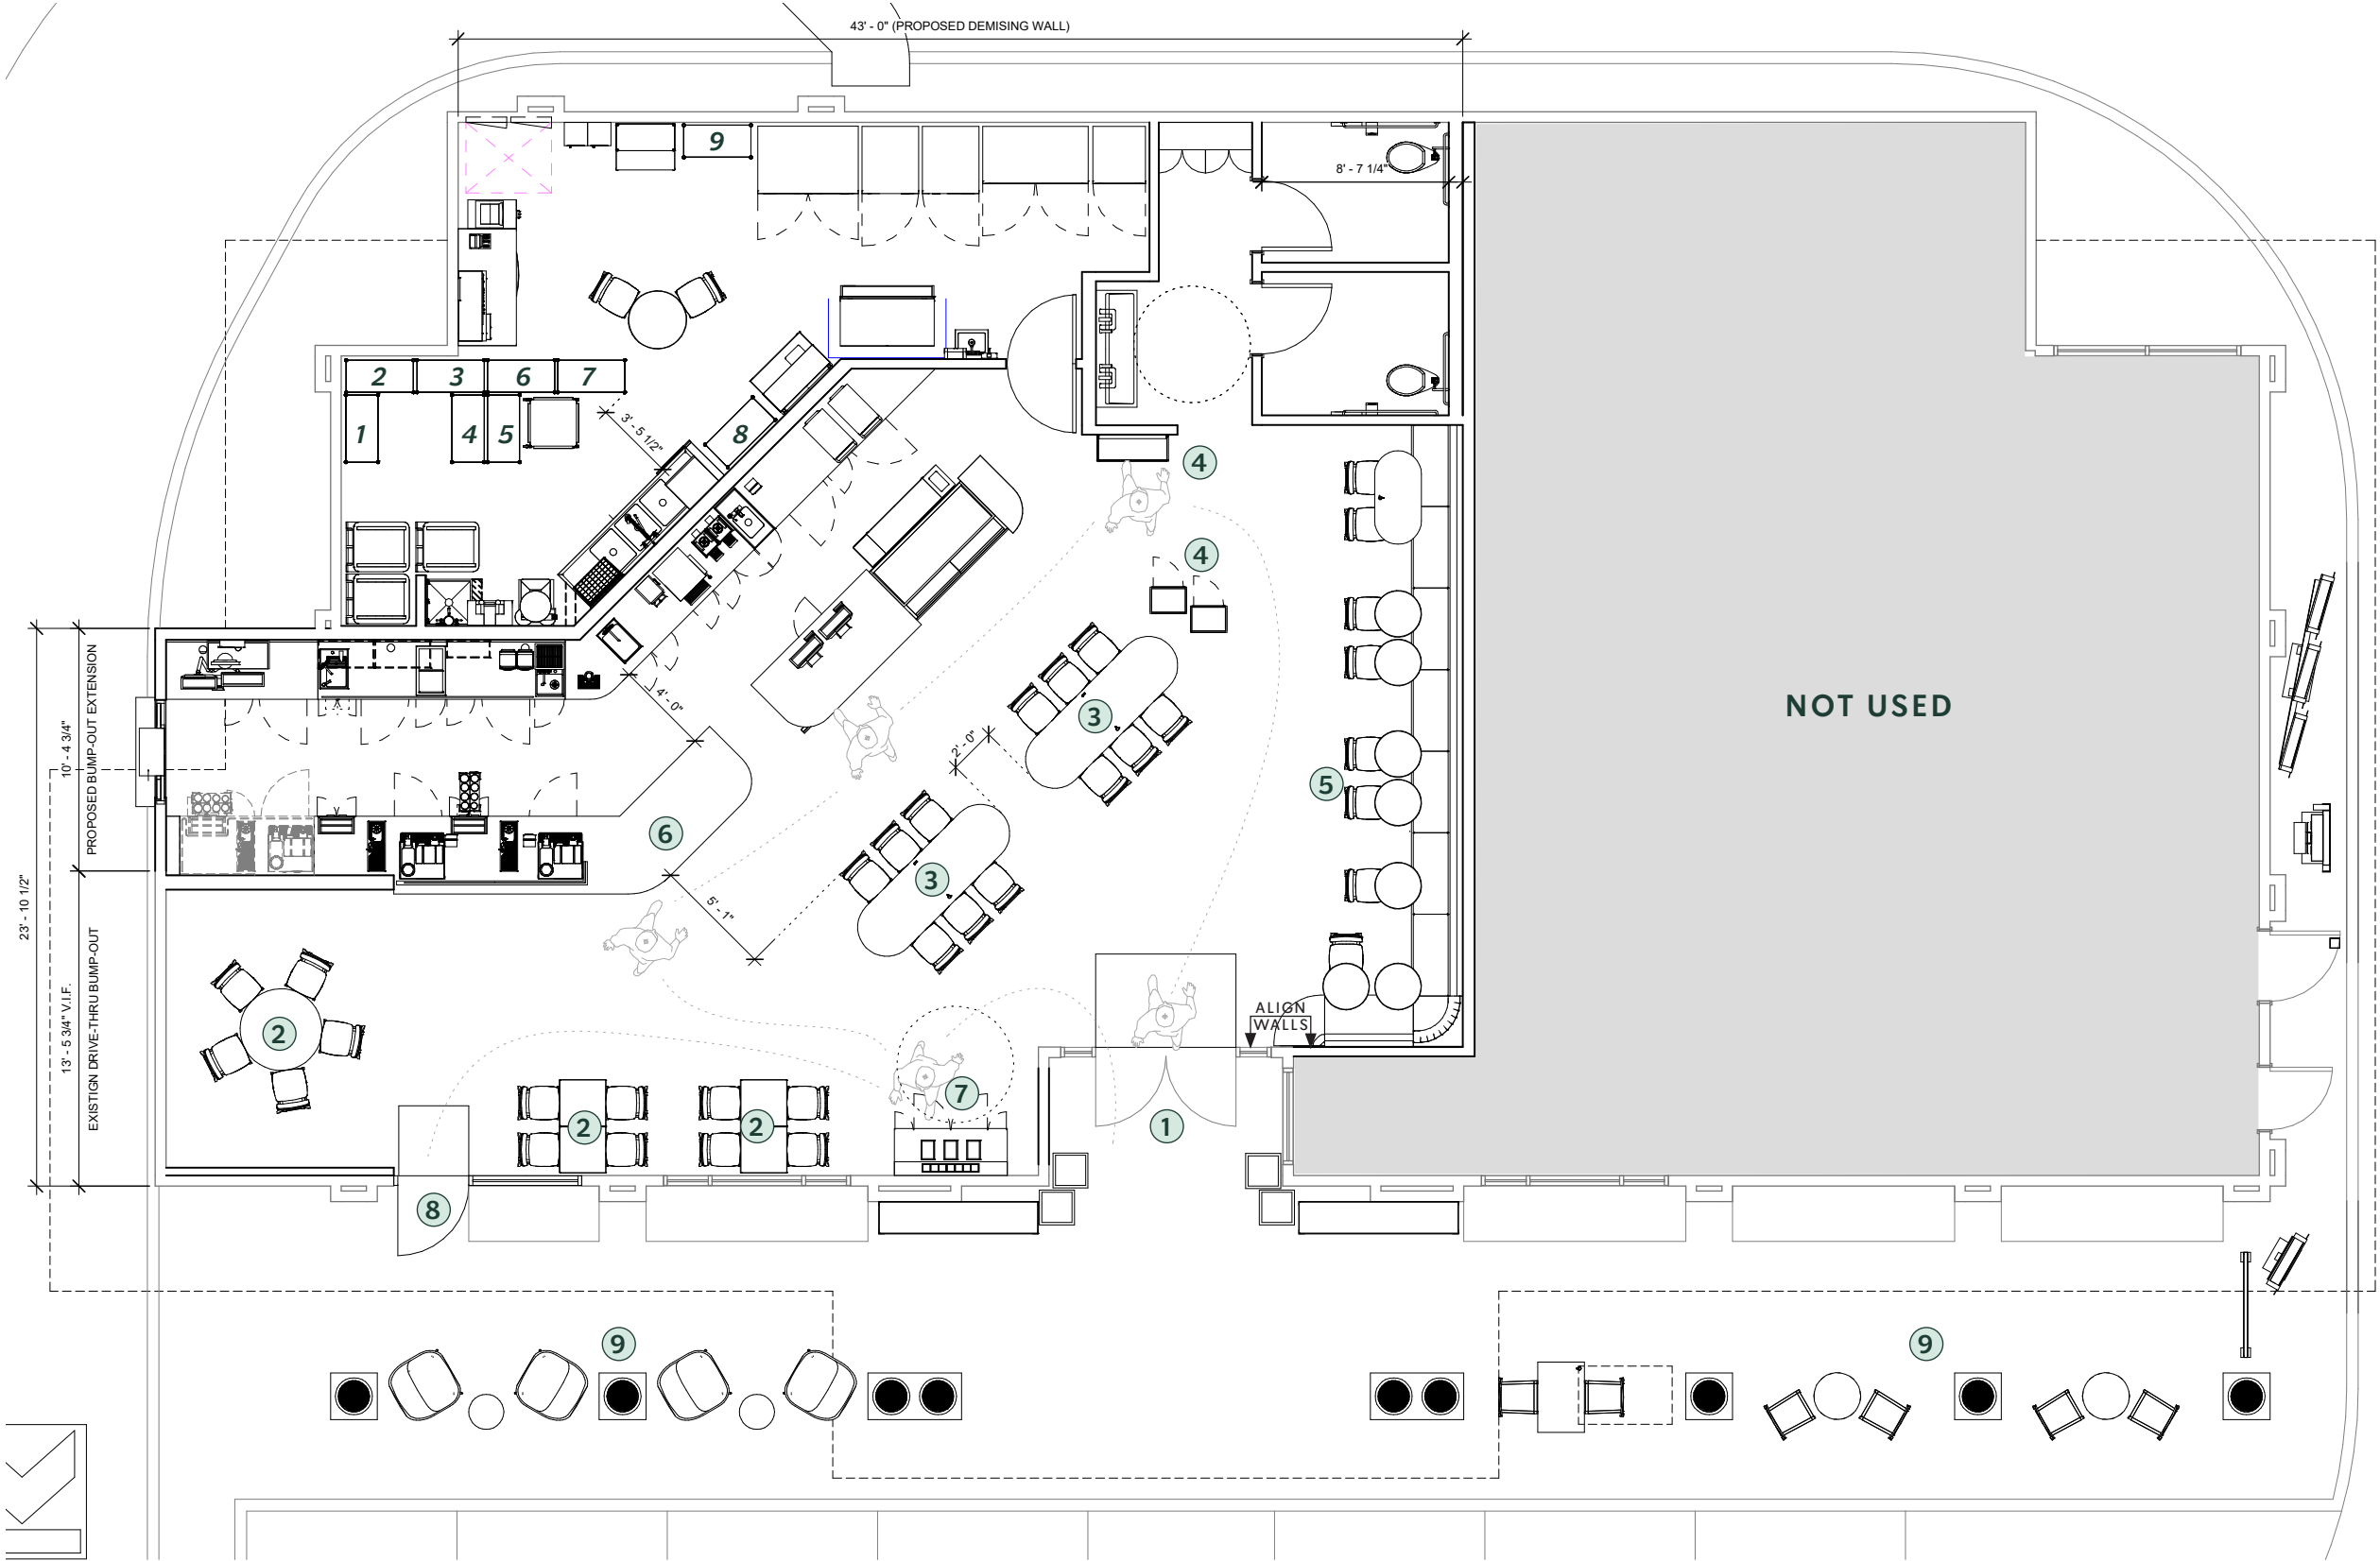 43' - 0" (PROPOSED DEMISING WALL)
9
8' - 7 1/4"
2 3 6 7
1 4 5
8
3' - 5 1/2"
4
4
10' - 4 3/4"
PROPOSED BUMP-OUT EXTENSION
4' - 0"
3
2' - 0"
NOT USED
5
6
3
5' - 1"
23' - 10 1/2"
13' - 5 3/4" V.I.F.
EXISTIGN DRIVE-THRU BUMP-OUT
2
ALIGN
WALLS
7
2
2
1
8
9
9